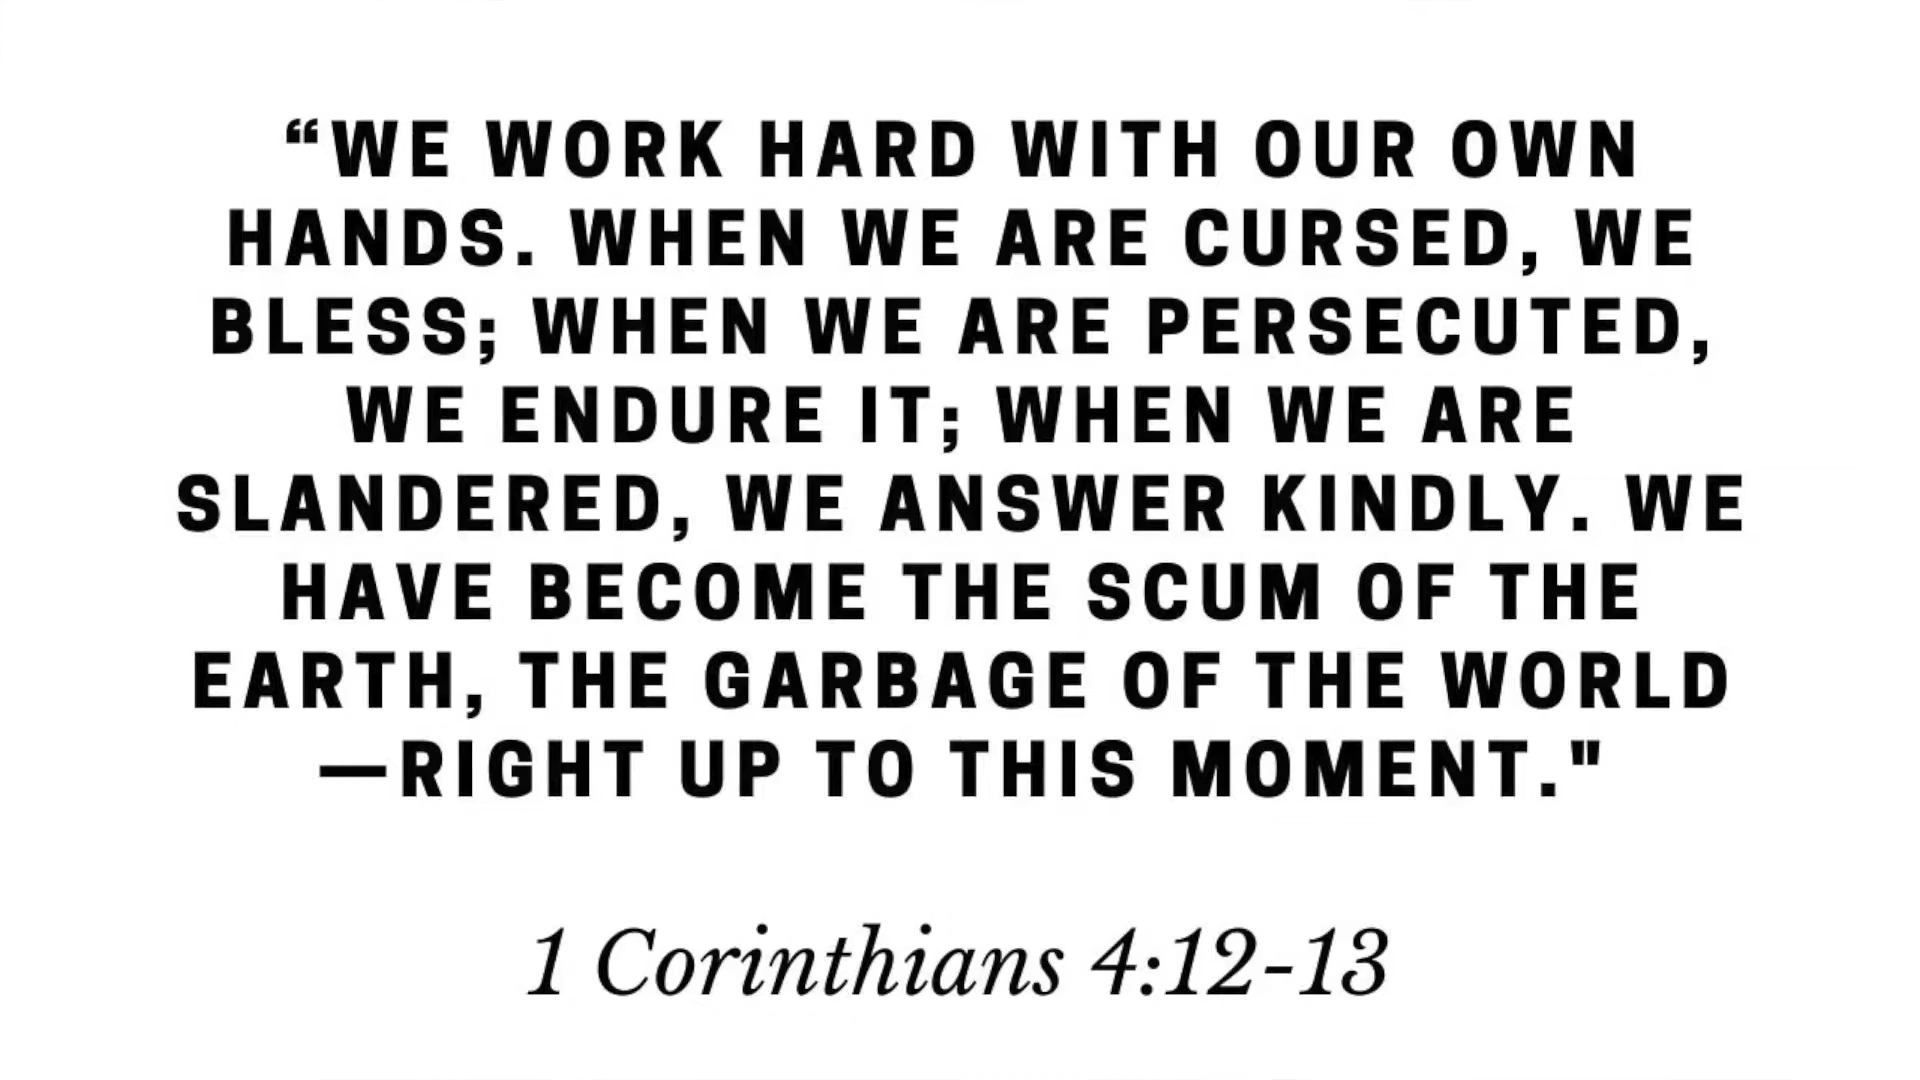 “WE WORK HARD WITH OUR OWN
HANDS. WHEN WE ARE CURSED, WE
BLESS; WHEN WE ARE PERSECUTED,
WE ENDURE IT; WHEN WE ARE
SLANDERED, WE ANSWER KINDLY. WE
HAVE BECOME THE SCUM OF THE
EARTH, THE GARBAGE OF THE WORLD
—RIGHT UP TO THIS MOMENT."
1 Corinthians 4:12-13